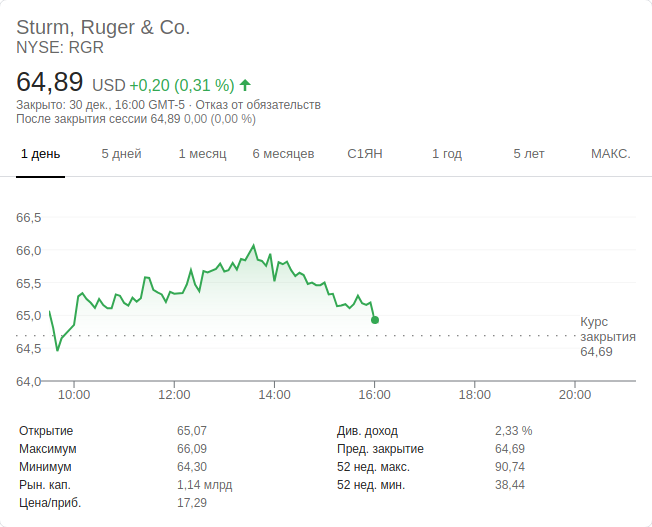 Sturm, Ruger & Co.
NYSE: RGR
64,89 USD +0,20 (0,31 %)
Закрыто: 30 дек., 16:00 GMT-5 · Отказ от обязательств
После закрытия сессии 64,89 0,00 (0,00 %)
1 день 5 дней 1 месяц 6 месяцев С1ЯН 1 год 5 лет МАКС.
66,5
66,0
65,5
65,0
64,5
64,0
Курс
закрытия
64,69
10:00 12:00 14:00 16:00 18:00 20:00
Открытие 65,07
Максимум 66,09
Минимум 64,30
Рын. кап. 1,14 млрд
Цена/приб. 17,29
Див. доход 2,33 %
Пред. закрытие 64,69
52 нед. макс. 90,74
52 нед. мин. 38,44